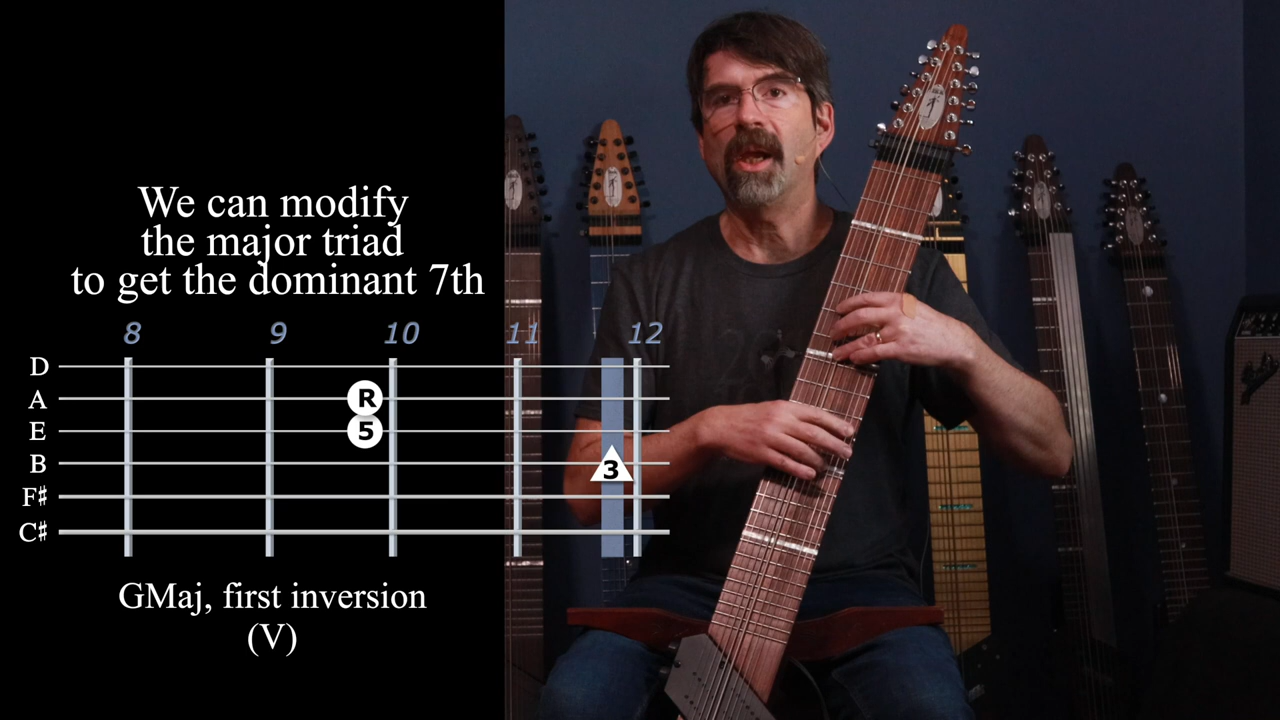 We can modify
the major triad
to get the dominant 7th
8 9 10 11 12
D
A R
E 5
B 3
F♯
C♯
GMaj, first inversion
(V)